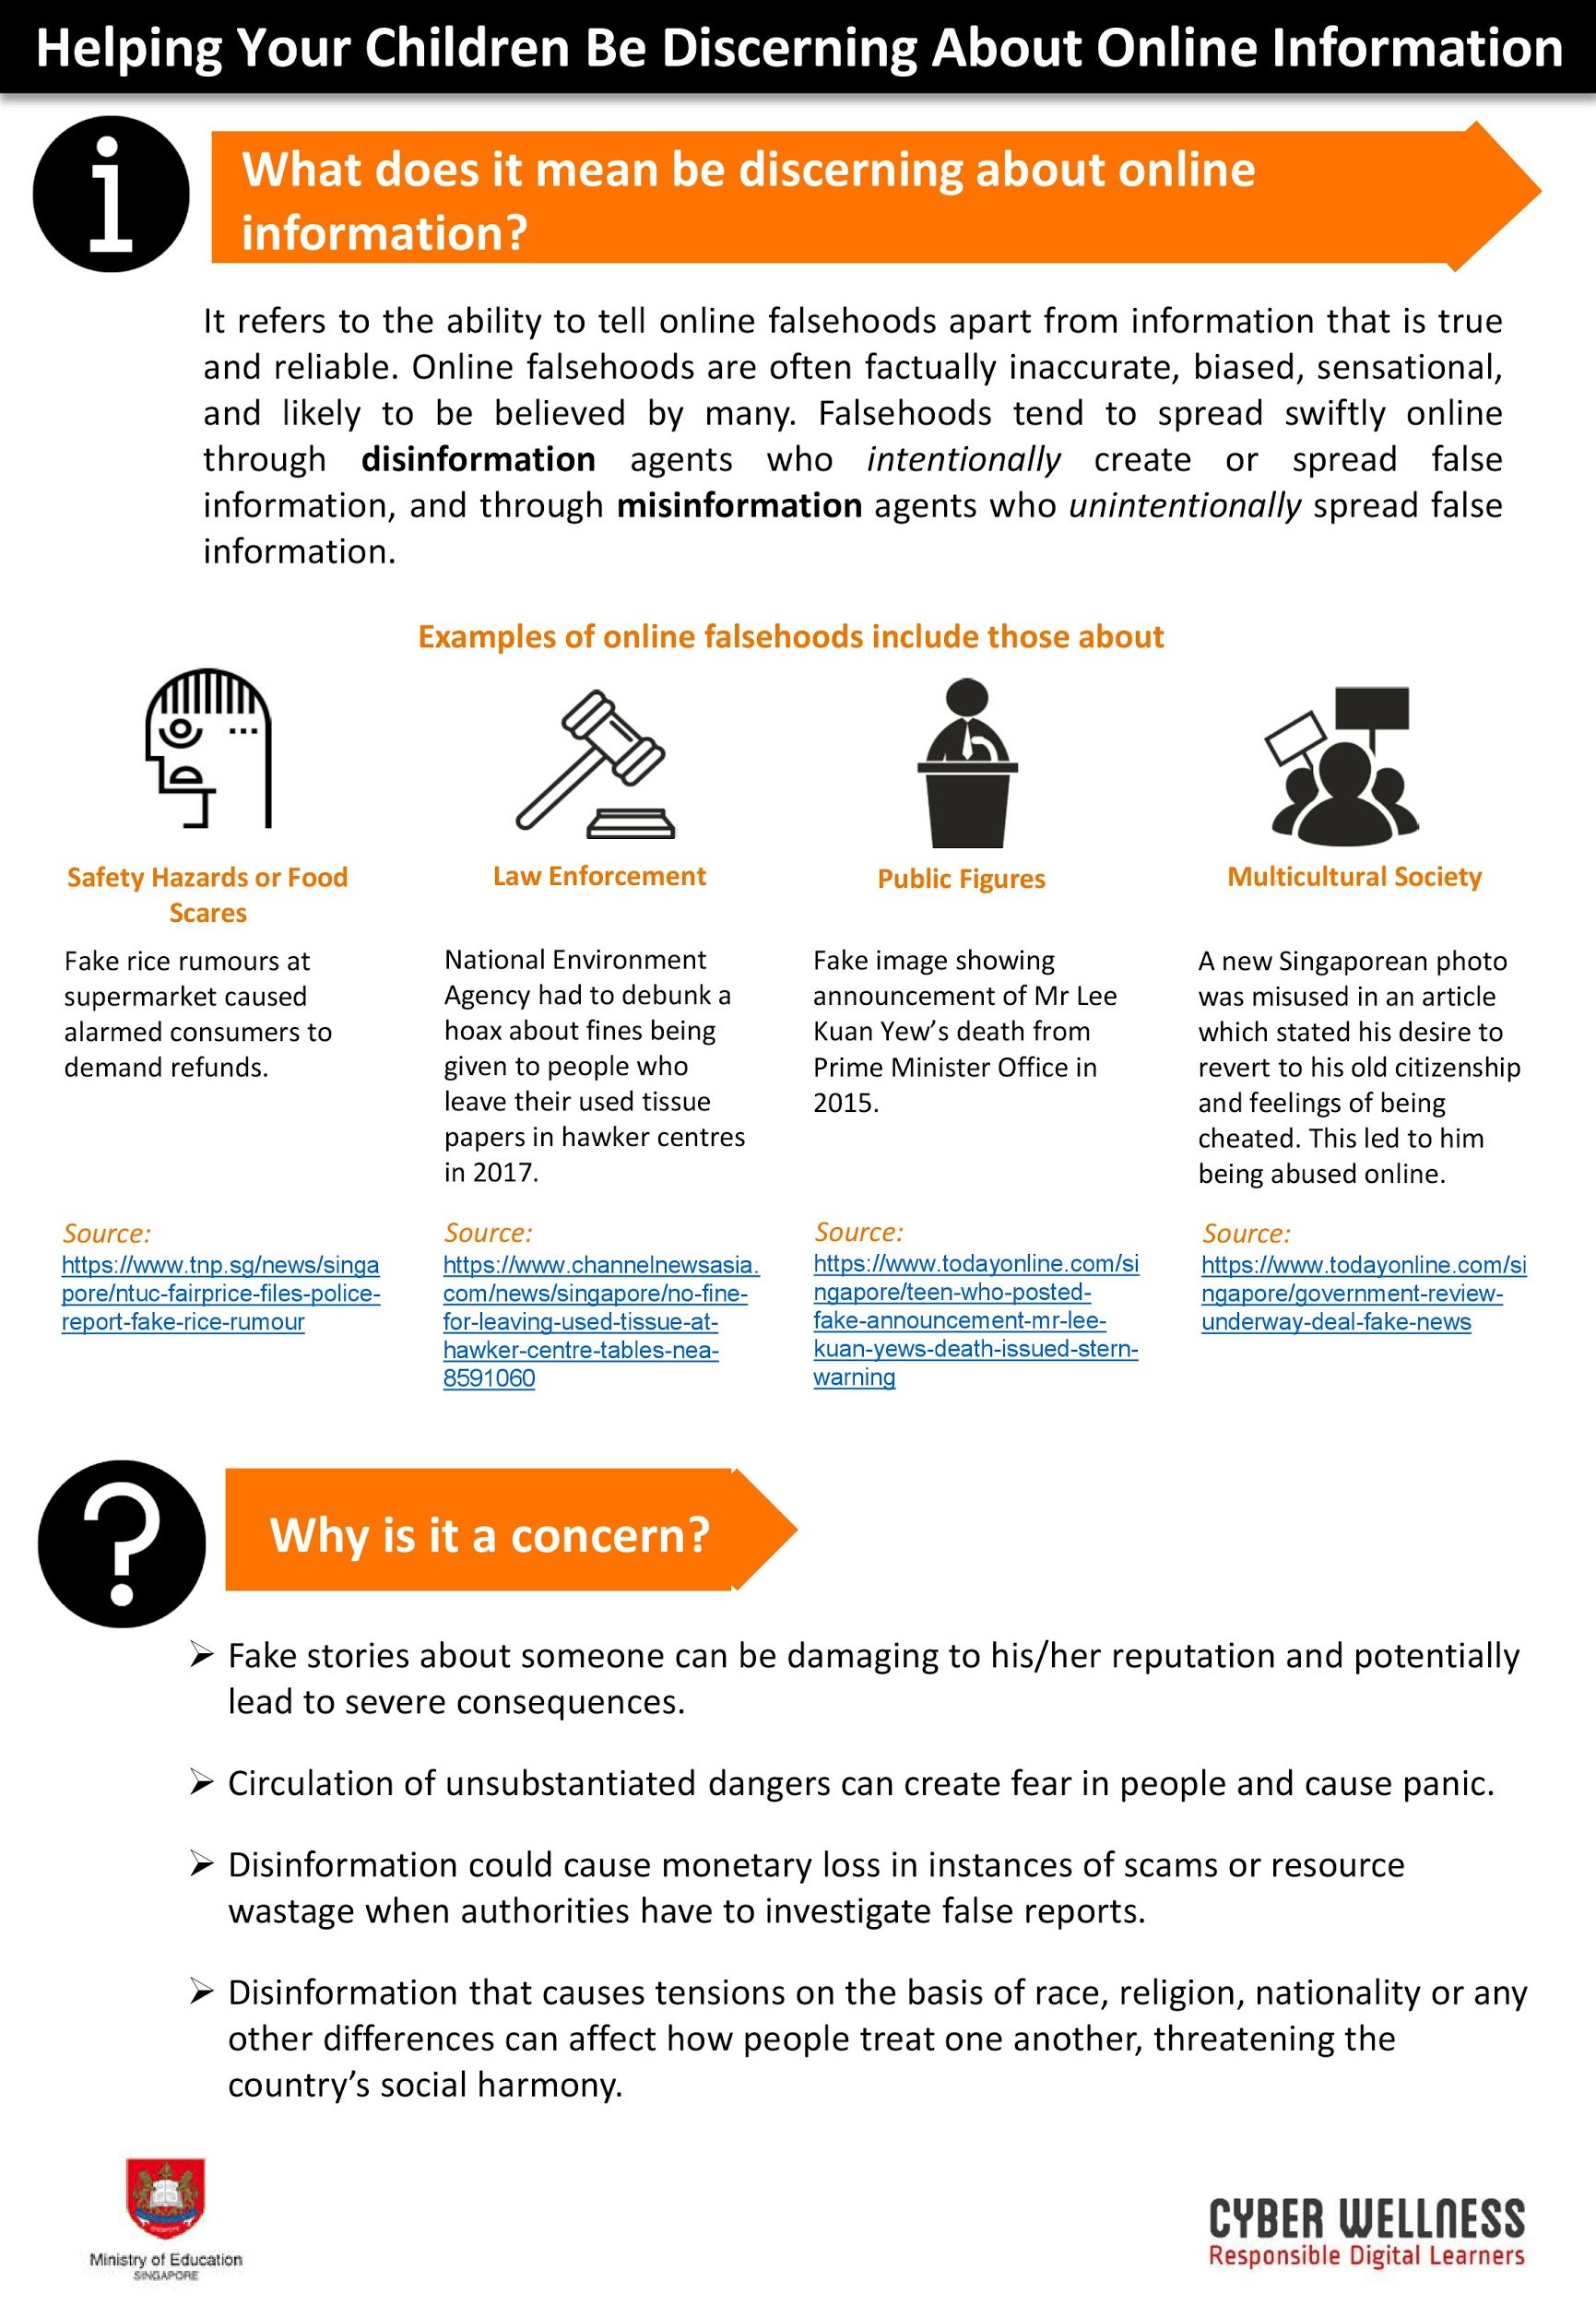 Helping Your Children Be Discerning About Online Information
What does it mean be discerning about online
information?
It refers to the ability to tell online falsehoods apart from information that is true
and reliable. Online falsehoods are often factually inaccurate, biased, sensational,
and likely to be believed by many. Falsehoods tend to spread swiftly online
through disinformation agents who intentionally create or spread false
information, and through misinformation agents who unintentionally spread false
information.
Examples of online falsehoods include those about
Safety Hazards or Food
Scares
Fake rice rumours at
supermarket caused
alarmed consumers to
demand refunds.
Source:
https://www.tnp.sg/news/singa
pore/ntuc-fairprice-files-police-
report-fake-rice-rumour
Law Enforcement
National Environment
Agency had to debunk a
hoax about fines being
given to people who
leave their used tissue
papers in hawker centres
in 2017.
Source:
https://www.channelnewsasia.
com/news/singapore/no-fine-
for-leaving-used-tissue-at-
hawker-centre-tables-nea-
8591060
Public Figures
Fake image showing
announcement of Mr Lee
Kuan Yew’s death from
Prime Minister Office in
2015.
Source:
https://www.todayonline.com/si
ngapore/teen-who-posted-
fake-announcement-mr-lee-
kuan-yews-death-issued-stern-
warning
Multicultural Society
A new Singaporean photo
was misused in an article
which stated his desire to
revert to his old citizenship
and feelings of being
cheated. This led to him
being abused online.
Source:
https://www.todayonline.com/si
ngapore/government-review-
underway-deal-fake-news
Why is it a concern?
➢ Fake stories about someone can be damaging to his/her reputation and potentially
lead to severe consequences.
➢ Circulation of unsubstantiated dangers can create fear in people and cause panic.
➢ Disinformation could cause monetary loss in instances of scams or resource
wastage when authorities have to investigate false reports.
➢ Disinformation that causes tensions on the basis of race, religion, nationality or any
other differences can affect how people treat one another, threatening the
country’s social harmony.
Ministry of Education
SINGAPORE
CYBER WELLNESS
Responsible Digital Learners